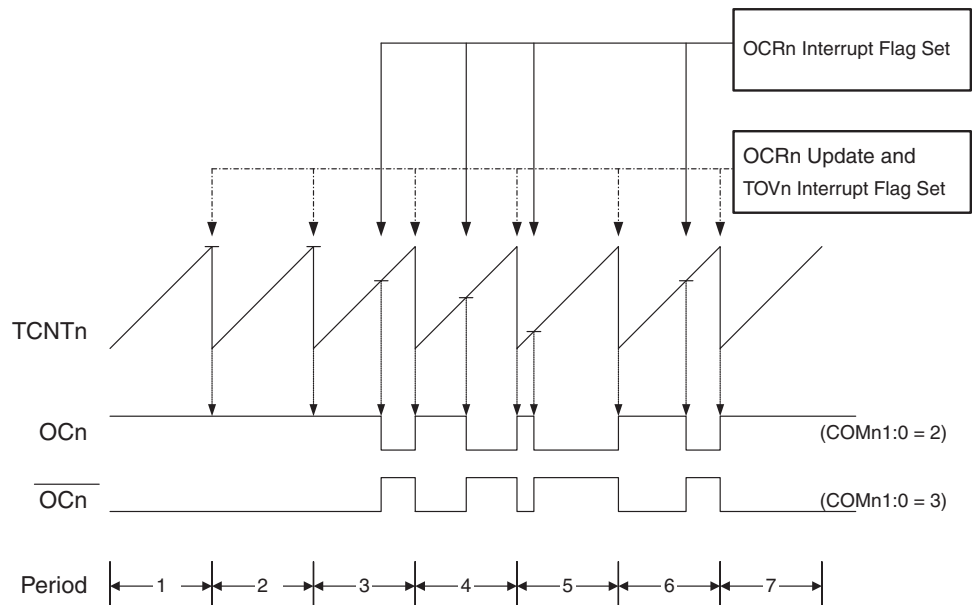 OCRn Interrupt Flag Set
OCRn Update and
TOVn Interrupt Flag Set
TCNTn
OCn
(COMn1:0 = 2)
OCn
(COMn1:0 = 3)
Period
1
2
3
4
5
6
7